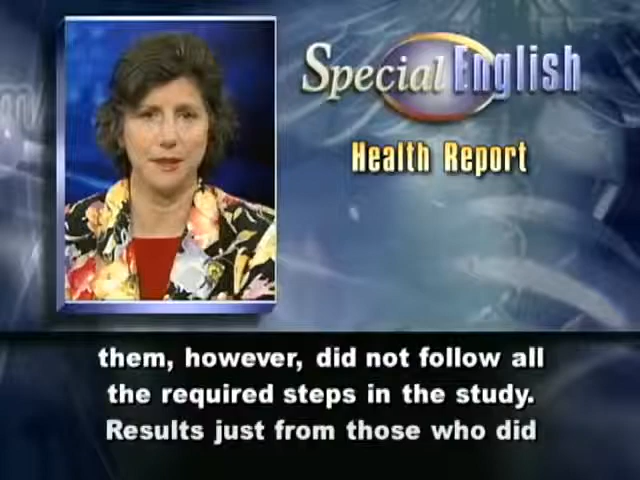 Special English
Health Report
them, however, did not follow all
the required steps in the study.
Results just from those who did